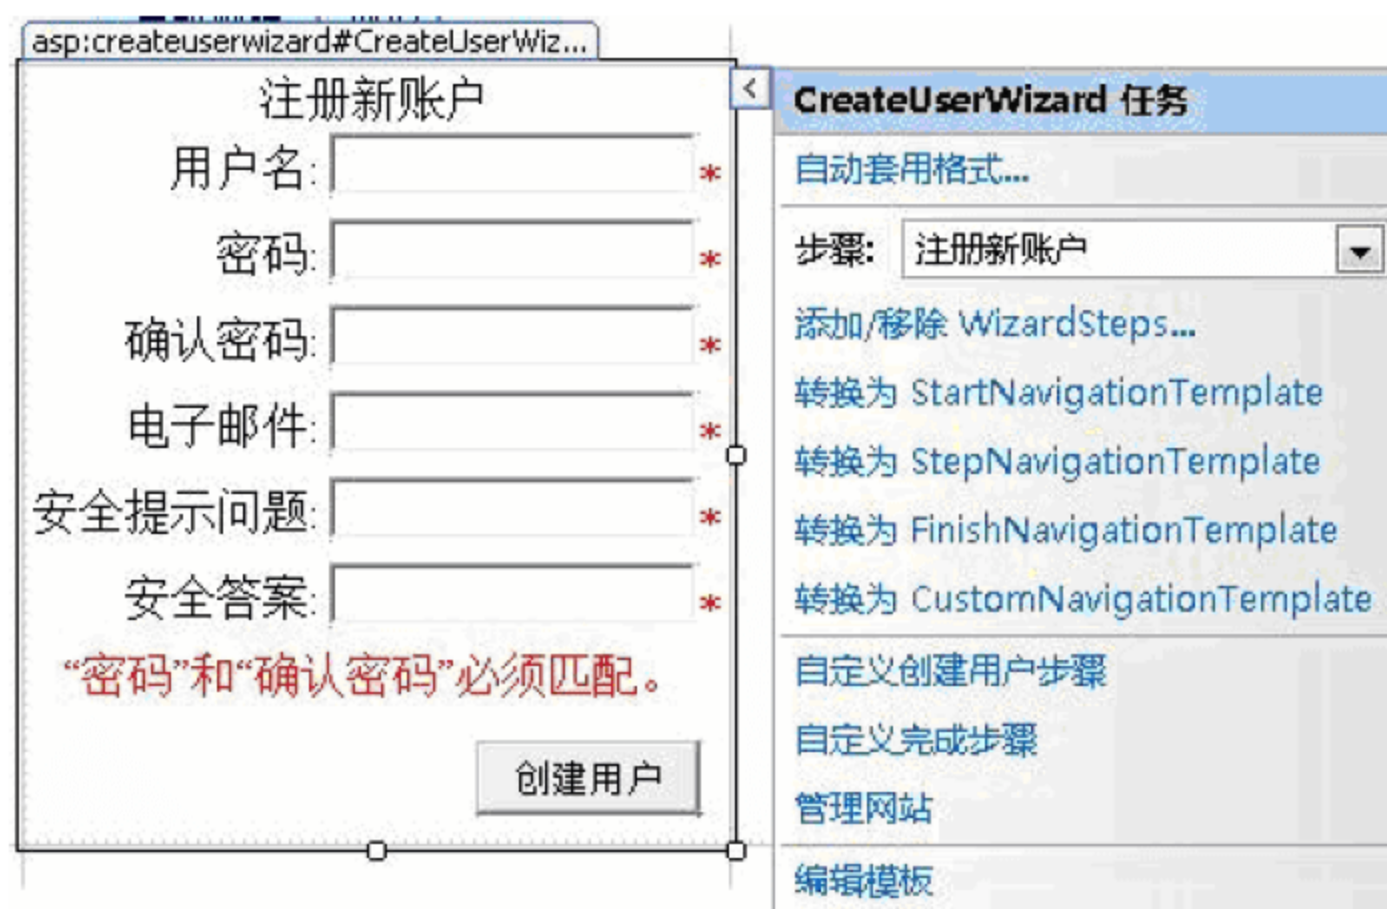 asp:createuserwizard#CreateUserWiz...
注册新账户
用户名: *
密码: *
确认密码: *
电子邮件: *
安全提示问题: *
安全答案: *
“密码”和“确认密码”必须匹配。
创建用户
<
CreateUserWizard 任务
自动套用格式...
步骤: 注册新账户
添加/移除 WizardSteps...
转换为 StartNavigationTemplate
转换为 StepNavigationTemplate
转换为 FinishNavigationTemplate
转换为 CustomNavigationTemplate
自定义创建用户步骤
自定义完成步骤
管理网站
编辑模板